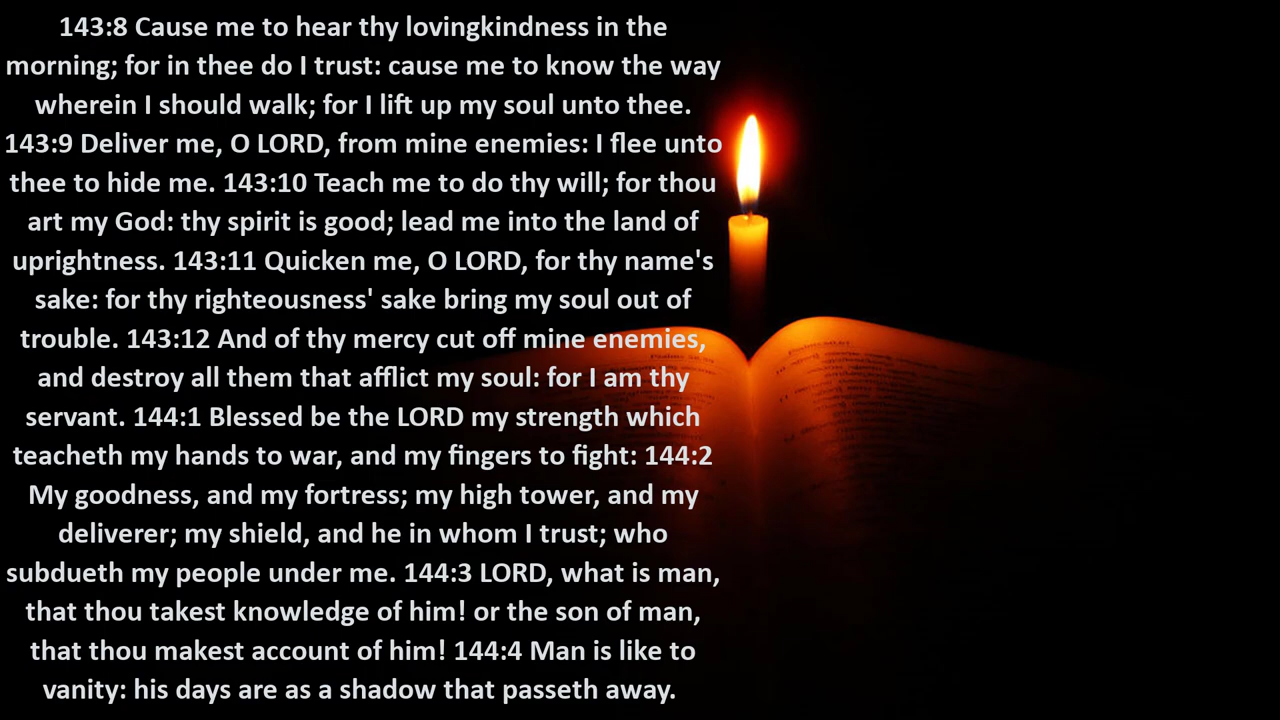 143:8 Cause me to hear thy lovingkindness in the
morning; for in thee do I trust: cause me to know the way
wherein I should walk; for I lift up my soul unto thee.
143:9 Deliver me, O LORD, from mine enemies: I flee unto
thee to hide me. 143:10 Teach me to do thy will; for thou
art my God: thy spirit is good; lead me into the land of
uprightness. 143:11 Quicken me, O LORD, for thy name's
sake: for thy righteousness' sake bring my soul out of
trouble. 143:12 And of thy mercy cut off mine enemies,
and destroy all them that afflict my soul: for I am thy
servant. 144:1 Blessed be the LORD my strength which
teacheth my hands to war, and my fingers to fight: 144:2
My goodness, and my fortress; my high tower, and my
deliverer; my shield, and he in whom I trust; who
subdueth my people under me. 144:3 LORD, what is man,
that thou takest knowledge of him! or the son of man,
that thou makest account of him! 144:4 Man is like to
vanity: his days are as a shadow that passeth away.